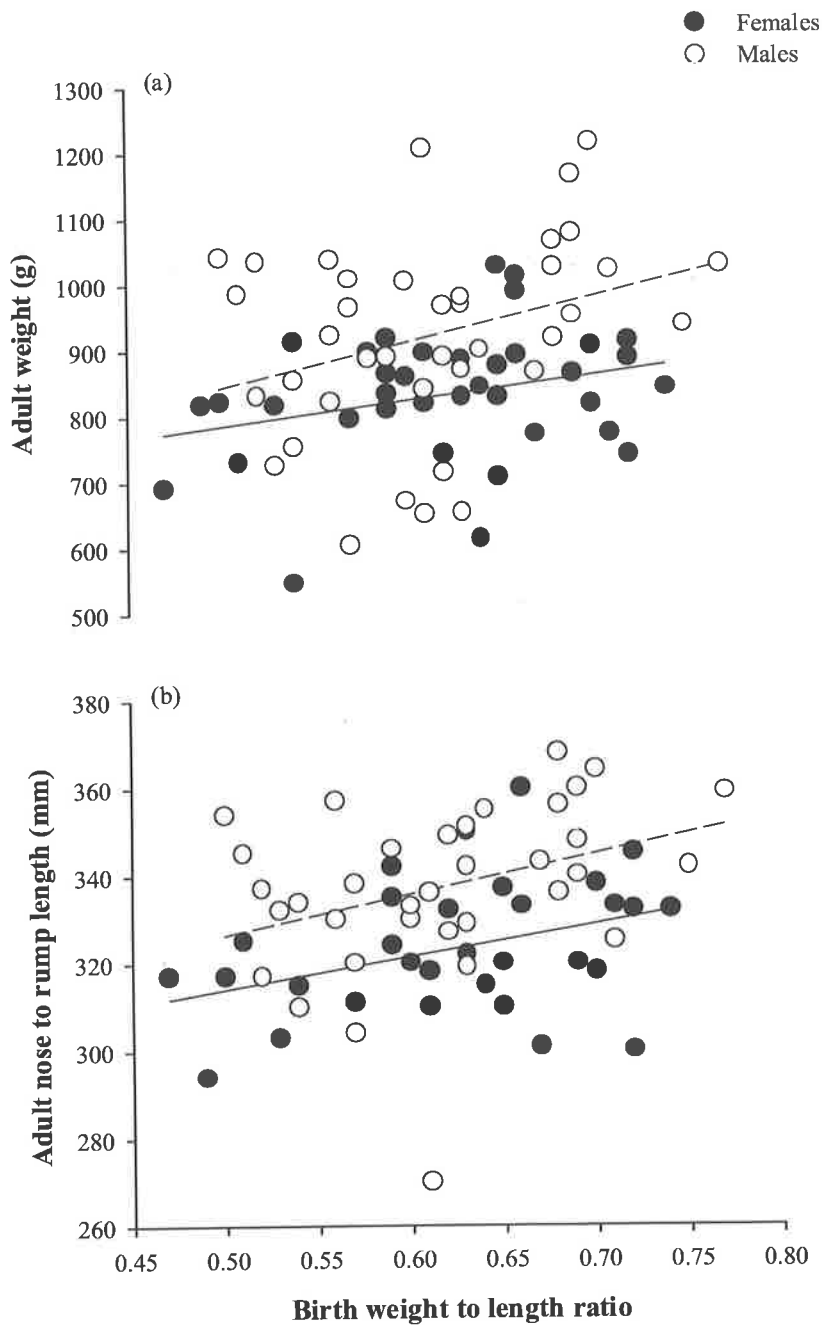 Females
Males
(a)
1300
1200
1100
1000
900
800
700
600
500
Adult weight (g)
(b)
380
360
340
320
300
280
260
Adult nose to rump length (mm)
0.45 0.50 0.55 0.60 0.65 0.70 0.75 0.80
Birth weight to length ratio